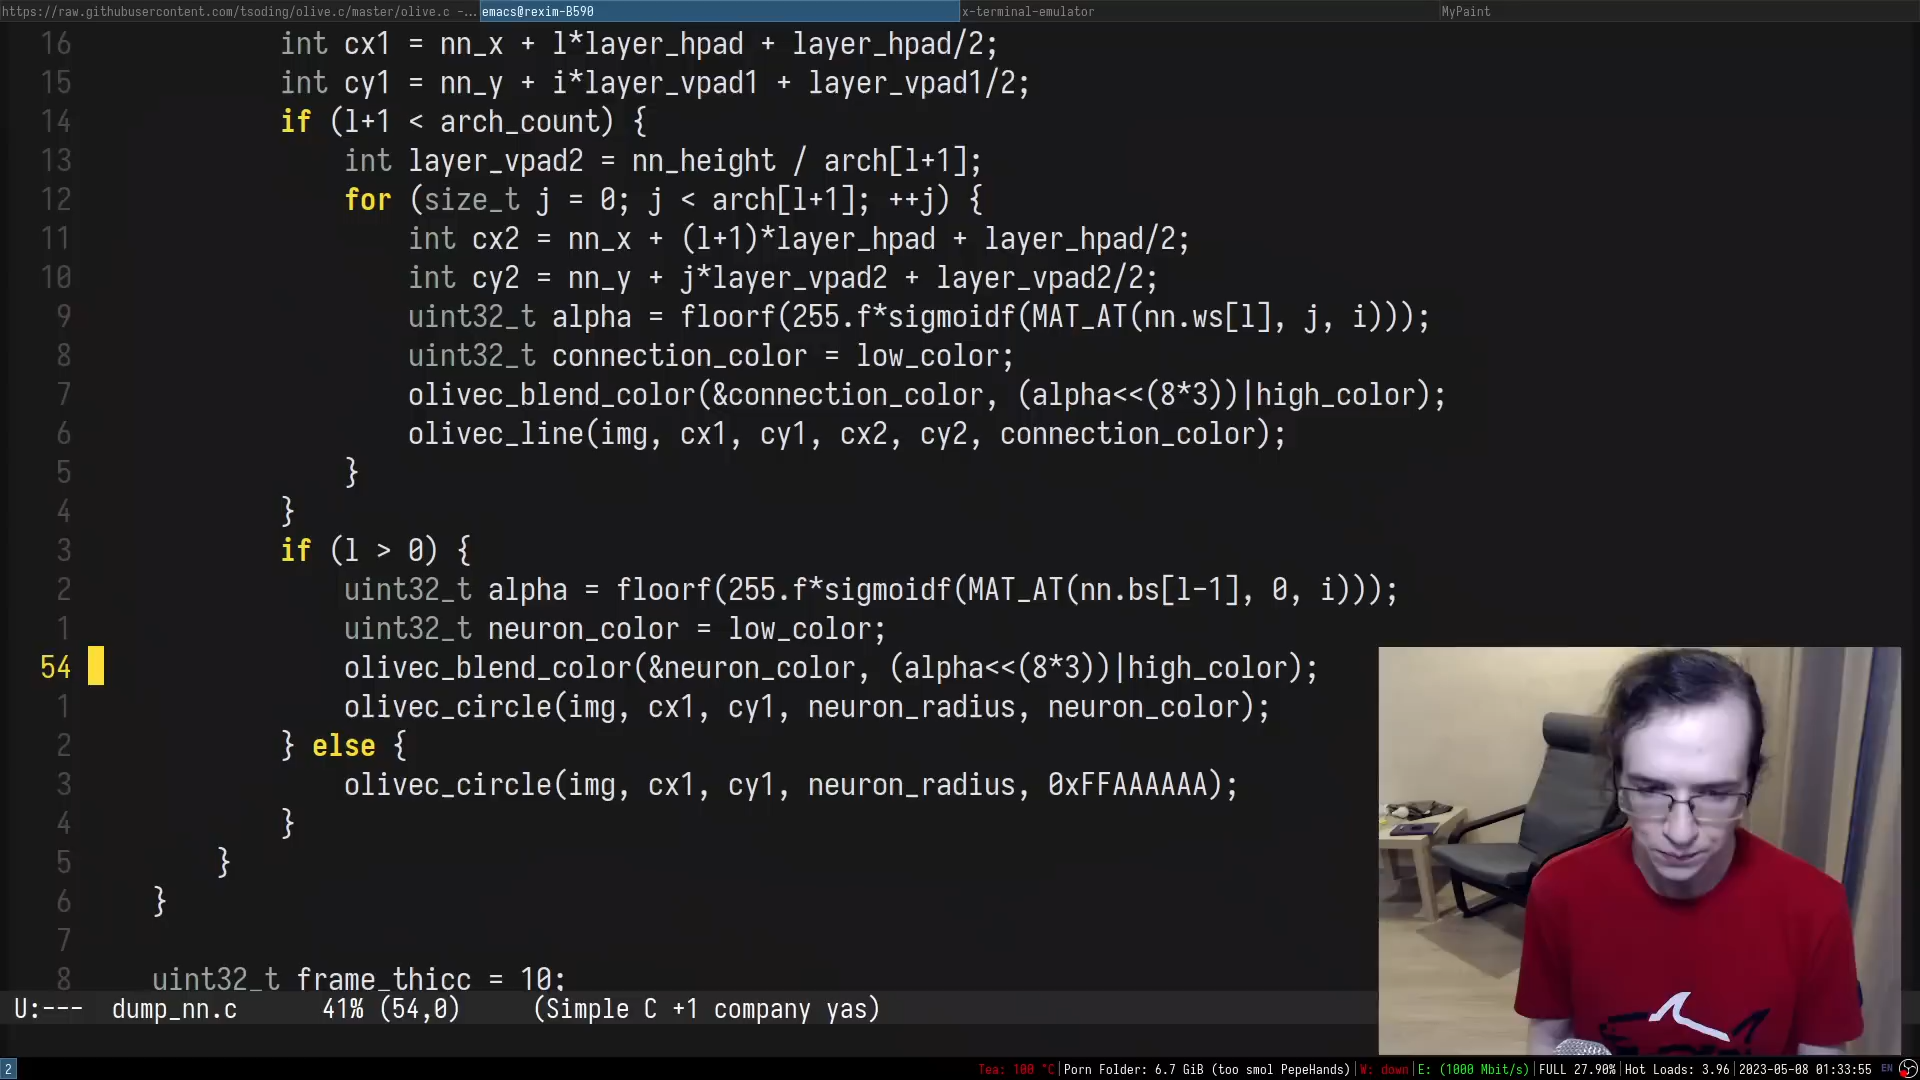 https://raw.githubusercontent.com/tsoding/olive.c/master/olive.c -... emacs@rexim-B590 x-terminal-emulator MyPaint
16 int cx1 = nn_x + l*layer_hpad + layer_hpad/2;
15 int cy1 = nn_y + i*layer_vpad1 + layer_vpad1/2;
14 if (l+1 < arch_count) {
13 int layer_vpad2 = nn_height / arch[l+1];
12 for (size_t j = 0; j < arch[l+1]; ++j) {
11 int cx2 = nn_x + (l+1)*layer_hpad + layer_hpad/2;
10 int cy2 = nn_y + j*layer_vpad2 + layer_vpad2/2;
9 uint32_t alpha = floorf(255.f*sigmoidf(MAT_AT(nn.ws[l], j, i)));
8 uint32_t connection_color = low_color;
7 olivec_blend_color(&connection_color, (alpha<<(8*3))|high_color);
6 olivec_line(img, cx1, cy1, cx2, cy2, connection_color);
5 }
4 }
3 if (l > 0) {
2 uint32_t alpha = floorf(255.f*sigmoidf(MAT_AT(nn.bs[l-1], 0, i)));
1 uint32_t neuron_color = low_color;
54 olivec_blend_color(&neuron_color, (alpha<<(8*3))|high_color);
1 olivec_circle(img, cx1, cy1, neuron_radius, neuron_color);
2 } else {
3 olivec_circle(img, cx1, cy1, neuron_radius, 0xFFAAAAAA);
4 }
5 }
6 }
7
8 uint32_t frame_thicc = 10;
U:--- dump_nn.c 41% (54,0) (Simple C +1 company yas)
2 Tea: 100 °C|Porn Folder: 6.7 GiB (too smol PepeHands)|W: down|E: (1000 Mbit/s)|FULL 27.90%|Hot Loads: 3.96|2023-05-08 01:33:55 EN